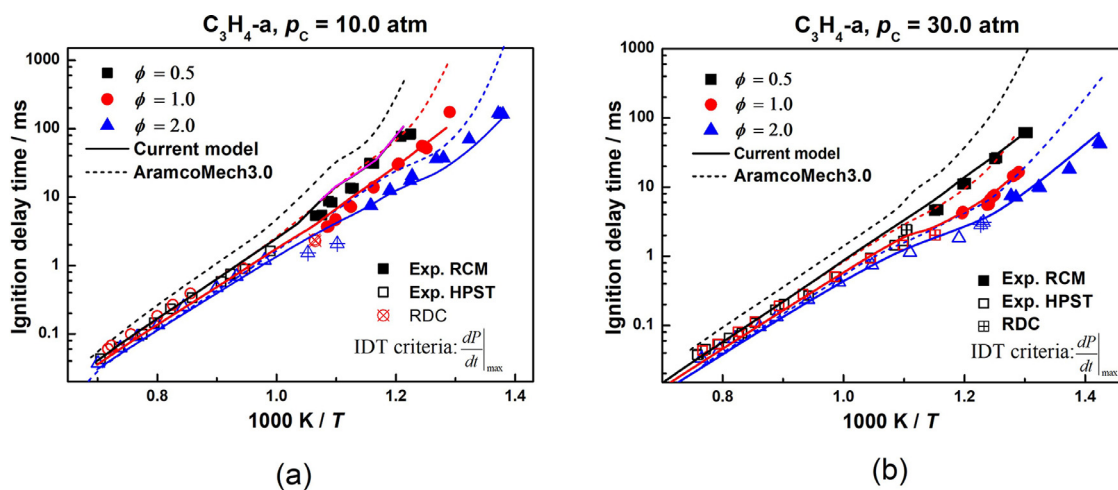 C3H4-a, pC = 10.0 atm
1000
100
10
1
0.1
Ignition delay time / ms
ϕ = 0.5
ϕ = 1.0
ϕ = 2.0
Current model
AramcoMech3.0
Exp. RCM
Exp. HPST
RDC
IDT criteria: dP/dt|max
0.8 1.0 1.2 1.4
1000 K / T
(a)
C3H4-a, pC = 30.0 atm
1000
100
10
1
0.1
Ignition delay time / ms
ϕ = 0.5
ϕ = 1.0
ϕ = 2.0
Current model
AramcoMech3.0
Exp. RCM
Exp. HPST
RDC
IDT criteria: dP/dt|max
0.8 1.0 1.2 1.4
1000 K / T
(b)